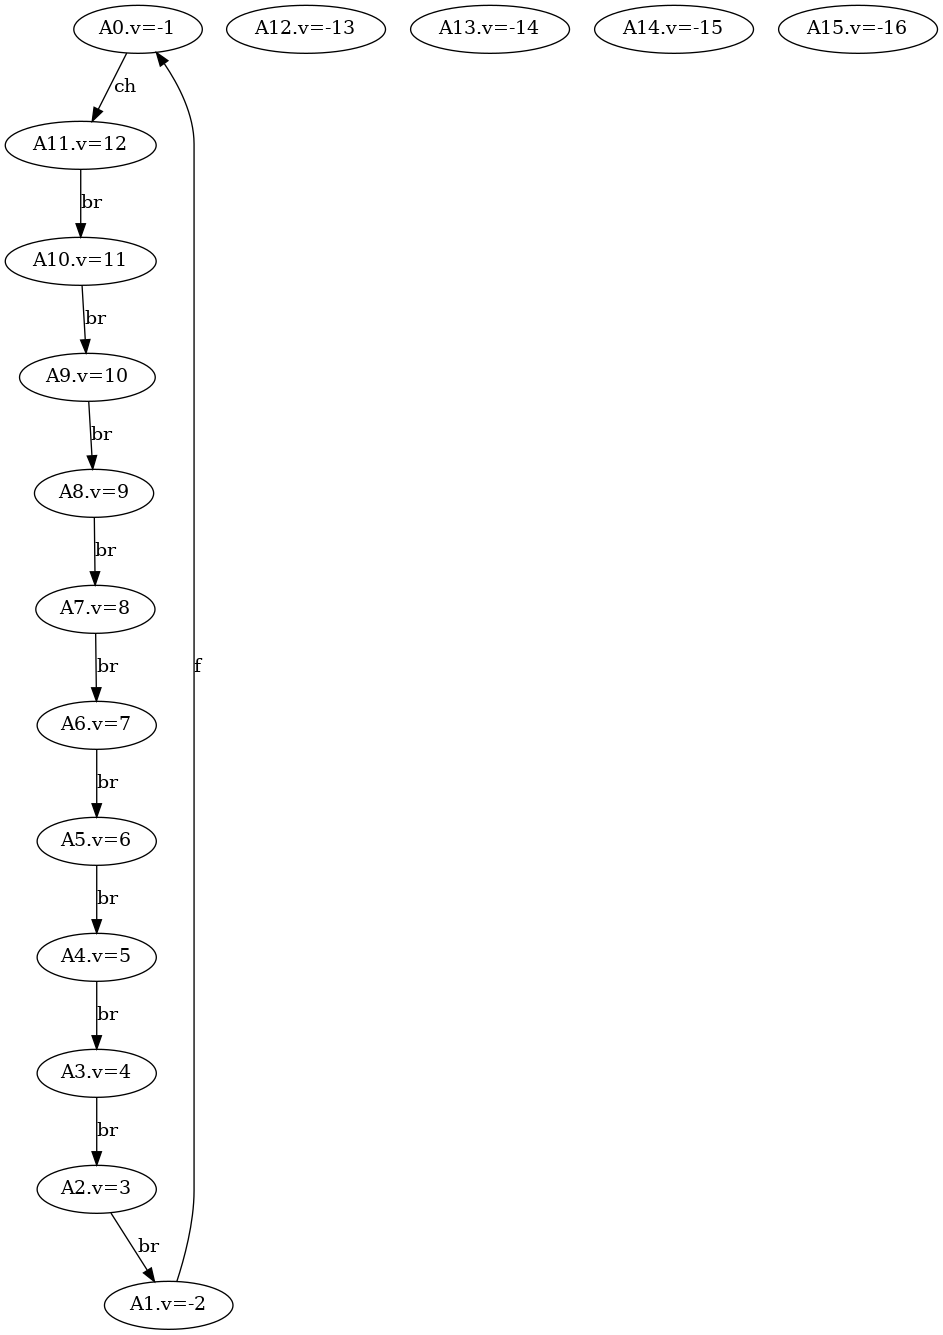 A0.v=-1
A12.v=-13
A13.v=-14
A14.v=-15
A15.v=-16
ch
A11.v=12
br
A10.v=11
br
A9.v=10
br
A8.v=9
br
A7.v=8
br
f
A6.v=7
br
A5.v=6
br
A4.v=5
br
A3.v=4
br
A2.v=3
br
A1.v=-2